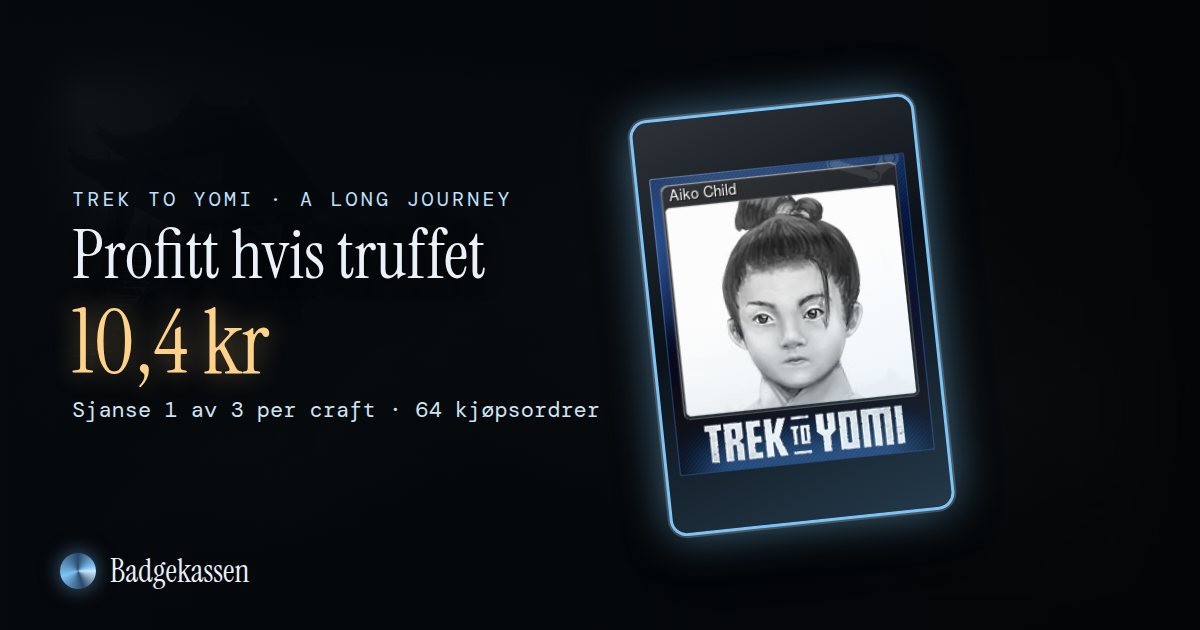 TREK TO YOMI · A LONG JOURNEY
Profitt hvis truffet
10,4 kr
Sjanse 1 av 3 per craft · 64 kjøpsordrer
Badgekassen
Aiko Child
TREK TO YOMI